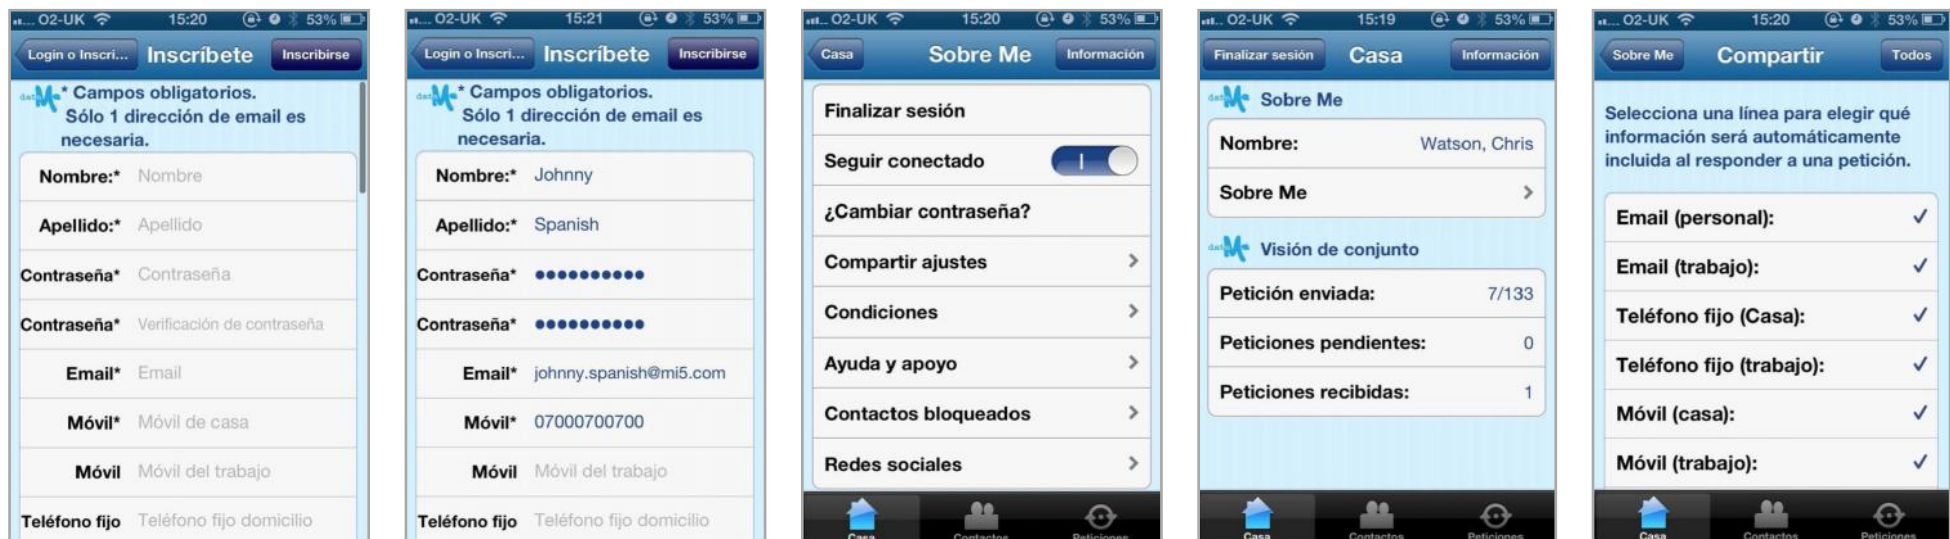 O2-UK 15:20 53%
Login o Inscri... Inscríbete Inscribirse
dataMe * Campos obligatorios.
Sólo 1 dirección de email es
necesaria.
Nombre:* Nombre
Apellido:* Apellido
Contraseña* Contraseña
Contraseña* Verificación de contraseña
Email* Email
Móvil* Móvil de casa
Móvil Móvil del trabajo
Teléfono fijo Teléfono fijo domicilio
O2-UK 15:21 53%
Login o Inscri... Inscríbete Inscribirse
dataMe * Campos obligatorios.
Sólo 1 dirección de email es
necesaria.
Nombre:* Johnny
Apellido:* Spanish
Contraseña* ●●●●●●●●●●
Contraseña* ●●●●●●●●●●
Email* johnny.spanish@mi5.com
Móvil* 07000700700
Móvil Móvil del trabajo
Teléfono fijo Teléfono fijo domicilio
O2-UK 15:20 53%
Casa Sobre Me Información
Finalizar sesión
Seguir conectado
¿Cambiar contraseña?
Compartir ajustes
Condiciones
Ayuda y apoyo
Contactos bloqueados
Redes sociales
Casa Contactos Peticiones
O2-UK 15:19 53%
Finalizar sesión Casa Información
dataMe Sobre Me
Nombre: Watson, Chris
Sobre Me
dataMe Visión de conjunto
Petición enviada: 7/133
Peticiones pendientes: 0
Peticiones recibidas: 1
Casa Contactos Peticiones
O2-UK 15:20 53%
Sobre Me Compartir Todos
Selecciona una línea para elegir qué
información será automáticamente
incluida al responder a una petición.
Email (personal):
Email (trabajo):
Teléfono fijo (Casa):
Teléfono fijo (trabajo):
Móvil (casa):
Móvil (trabajo):
Casa Contactos Peticiones